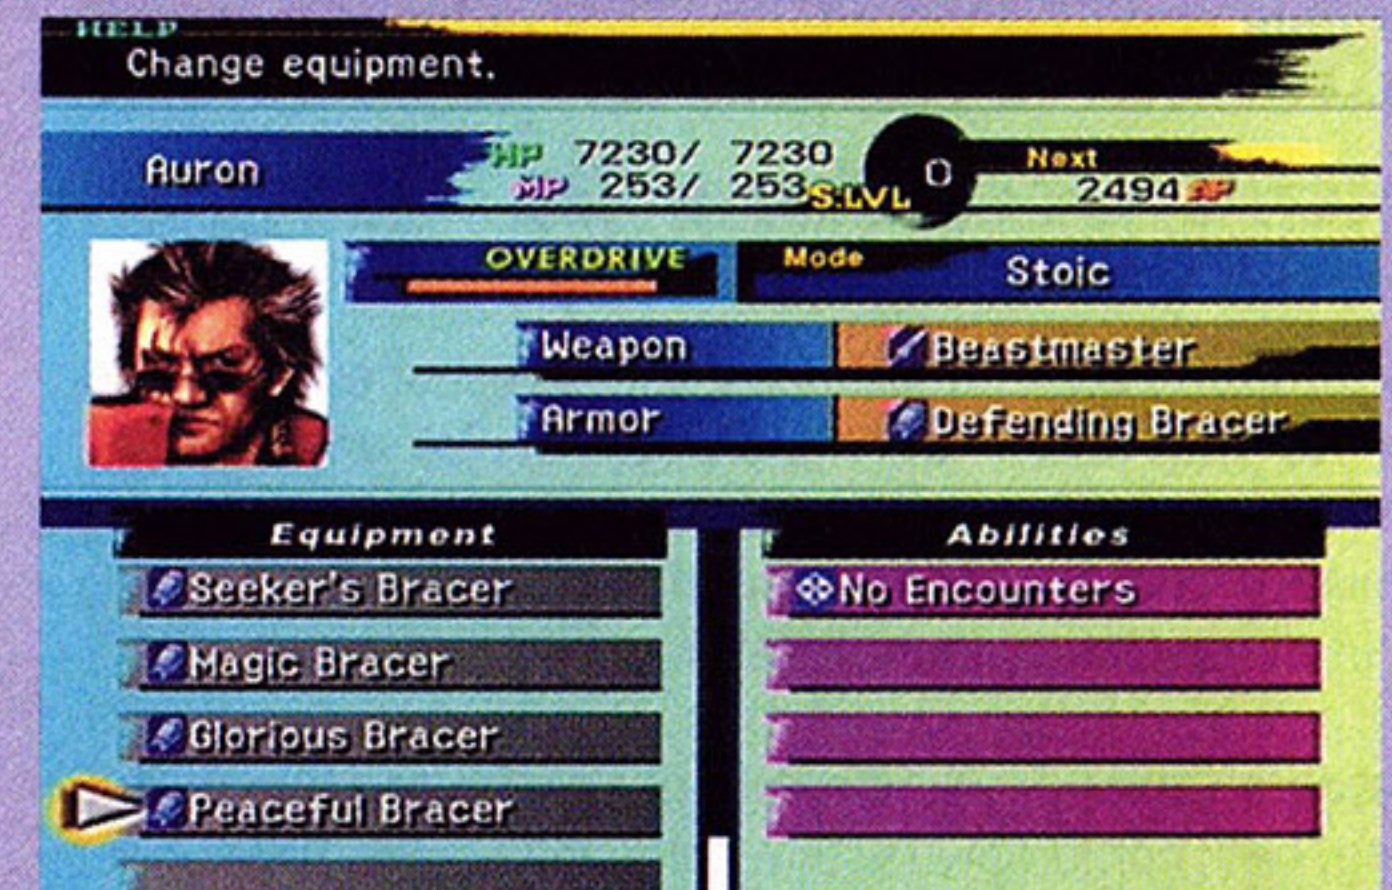 HELP
Change equipment.
Auron
HP 7230/ 7230
MP 253/ 253
S.LVL 0
Next
2494 AP
OVERDRIVE
Mode
Stoic
Weapon
Beastmaster
Armor
Defending Bracer
Equipment
Abilities
Seeker's Bracer
No Encounters
Magic Bracer
Glorious Bracer
Peaceful Bracer